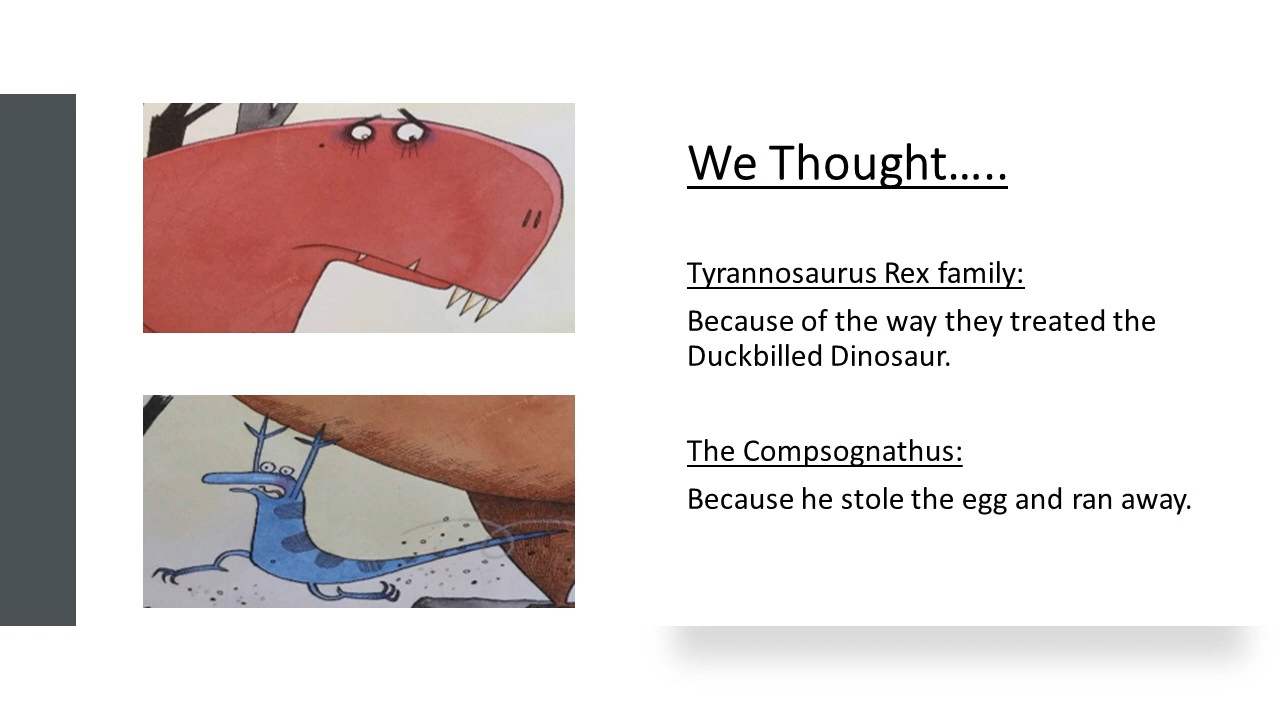 We Thought…..
Tyrannosaurus Rex family:
Because of the way they treated the
Duckbilled Dinosaur.
The Compsognathus:
Because he stole the egg and ran away.